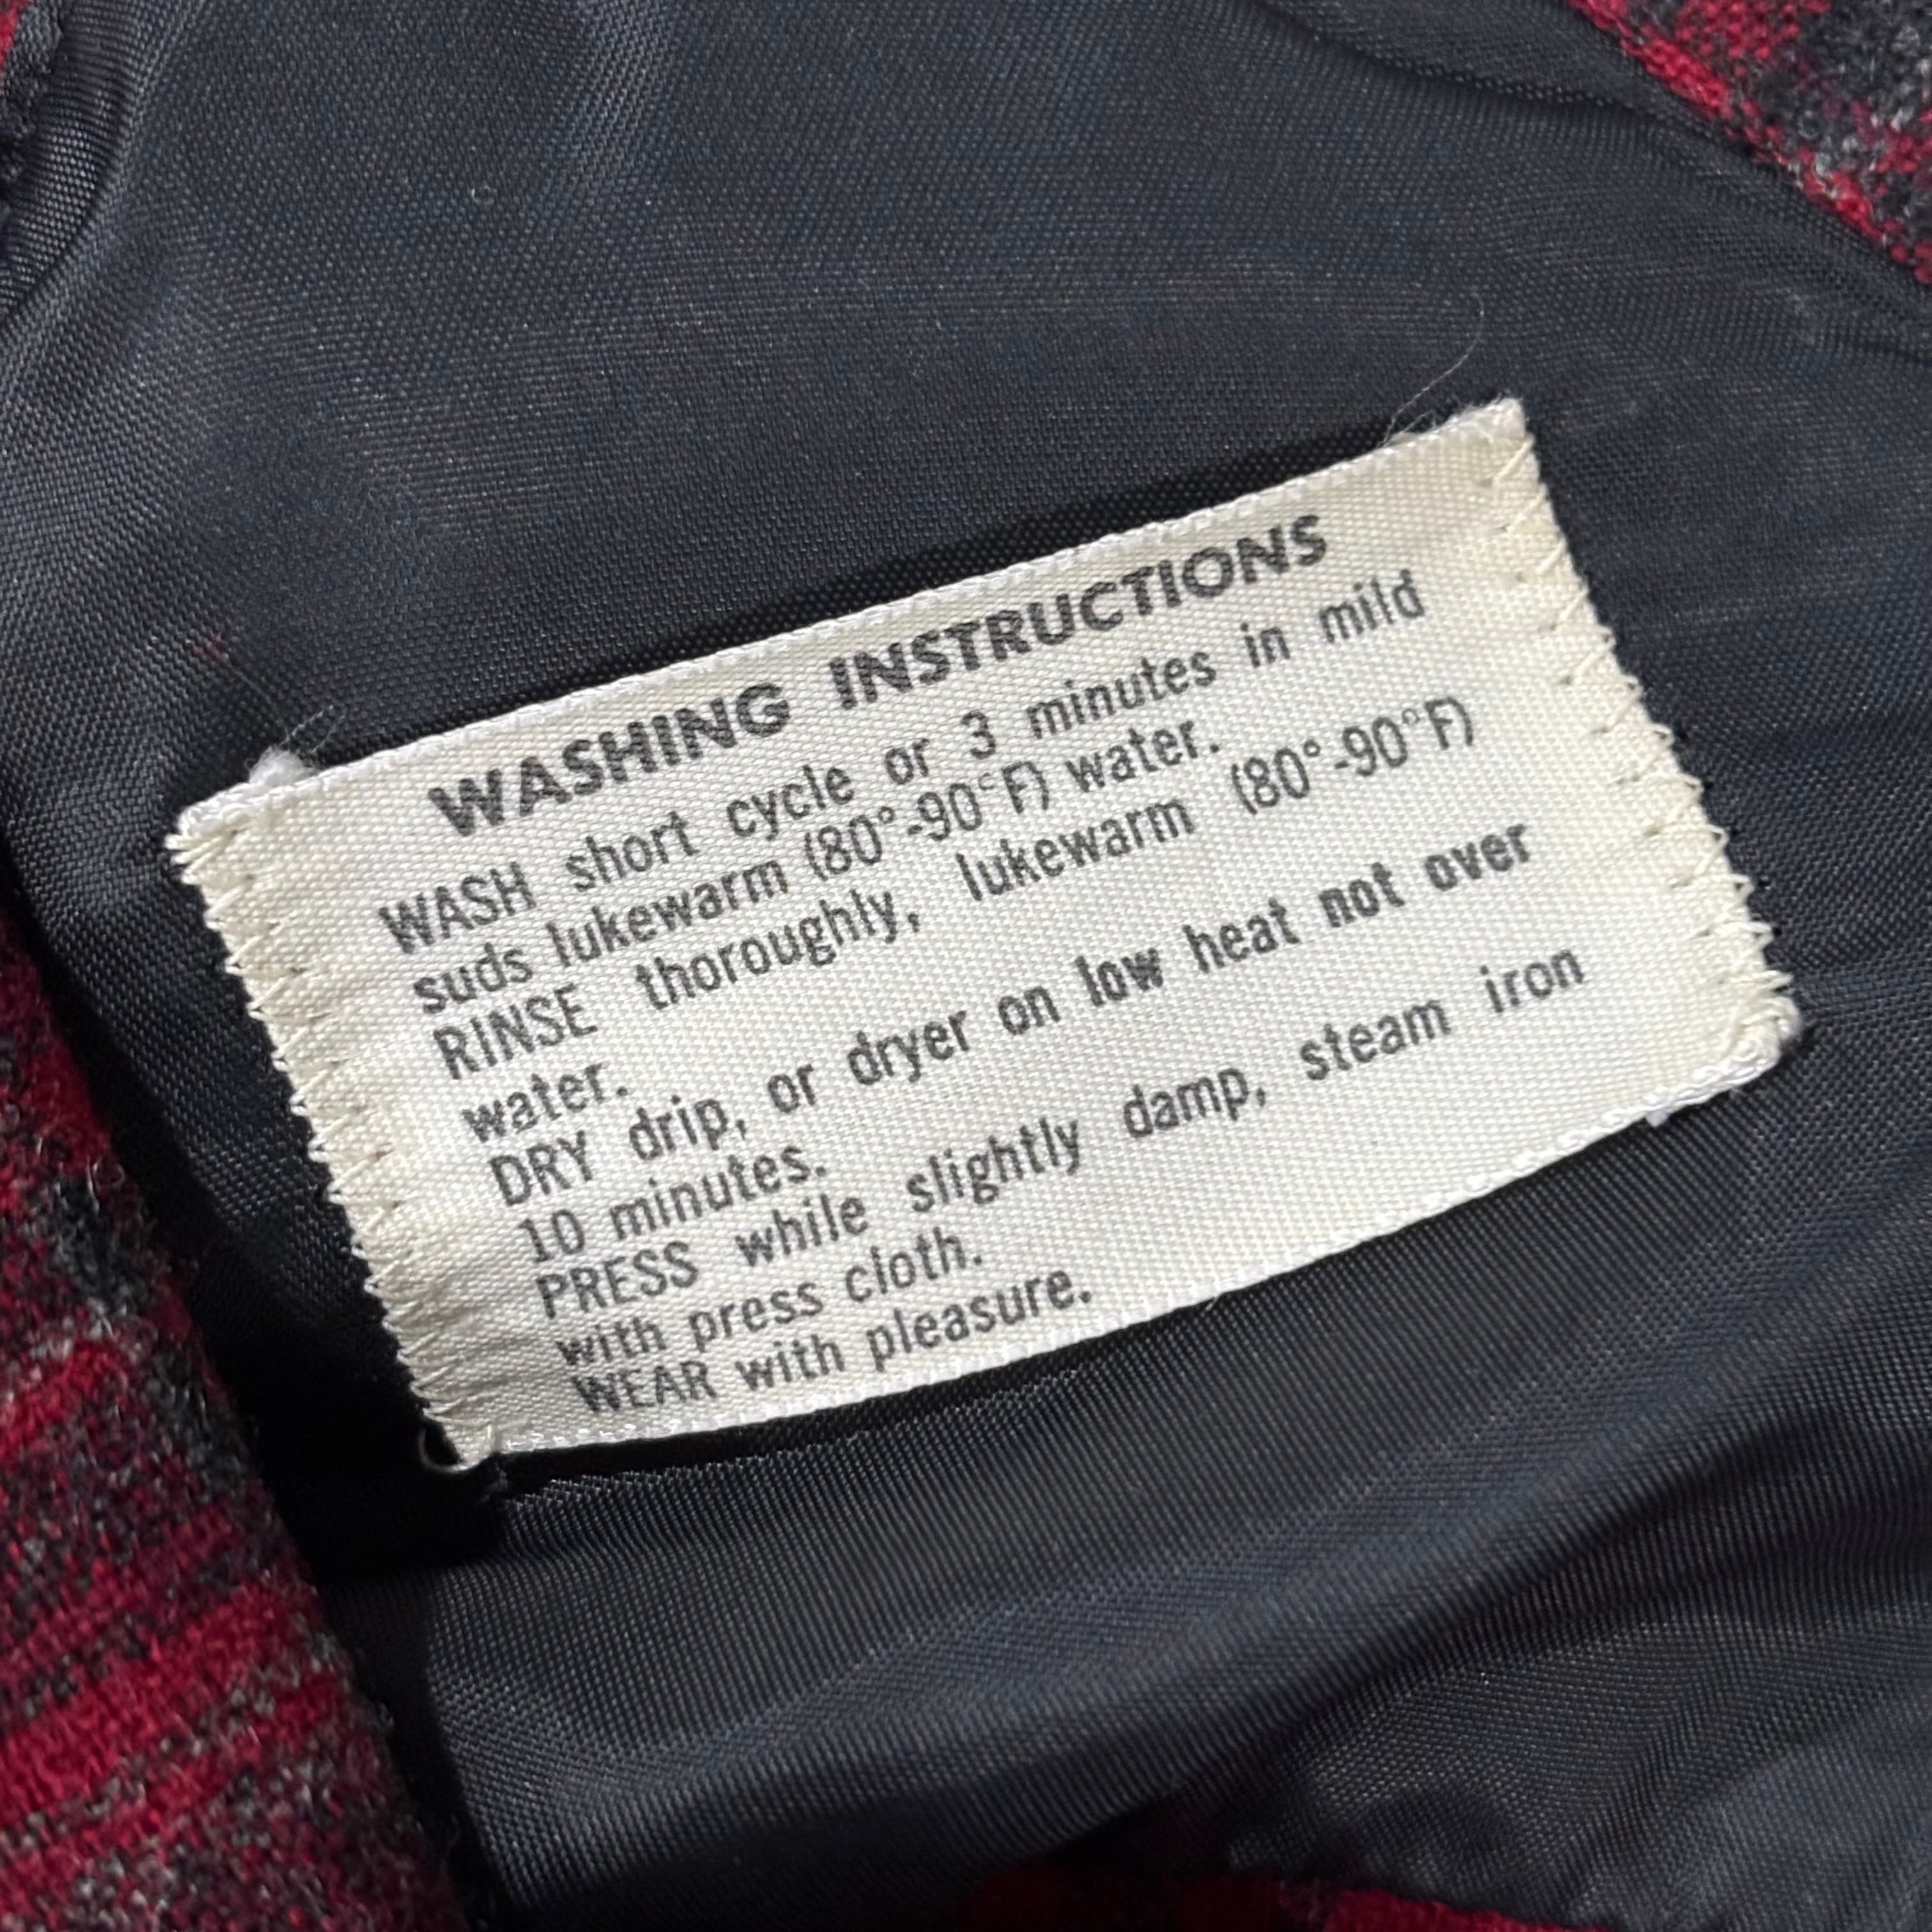 WASHING INSTRUCTIONS
WASH short cycle or 3 minutes in mild
suds lukewarm (80°-90°F) water.
RINSE thoroughly, lukewarm (80°-90°F)
water.
DRY drip, or dryer on low heat not over
10 minutes.
PRESS while slightly damp, steam iron
with press cloth.
WEAR with pleasure.